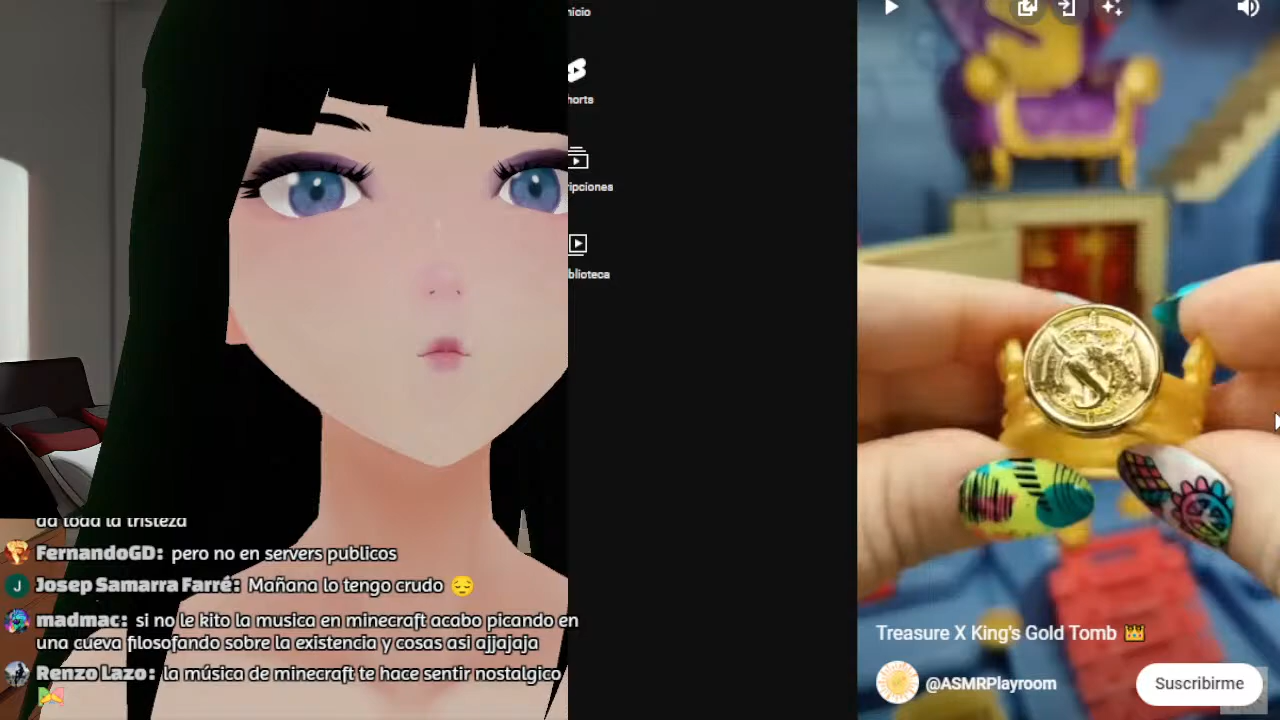 nicio
horts
ripciones
blioteca
da toda la tristeza
FernandoGD: pero no en servers publicos
Josep Samarra Farré: Mañana lo tengo crudo 😔
madmac: si no le kito la musica en minecraft acabo picando en
una cueva filosofando sobre la existencia y cosas asi ajjajaja
Renzo Lazo: la música de minecraft te hace sentir nostalgico
Treasure X King's Gold Tomb 👑
@ASMRPlayroom
Suscribirme